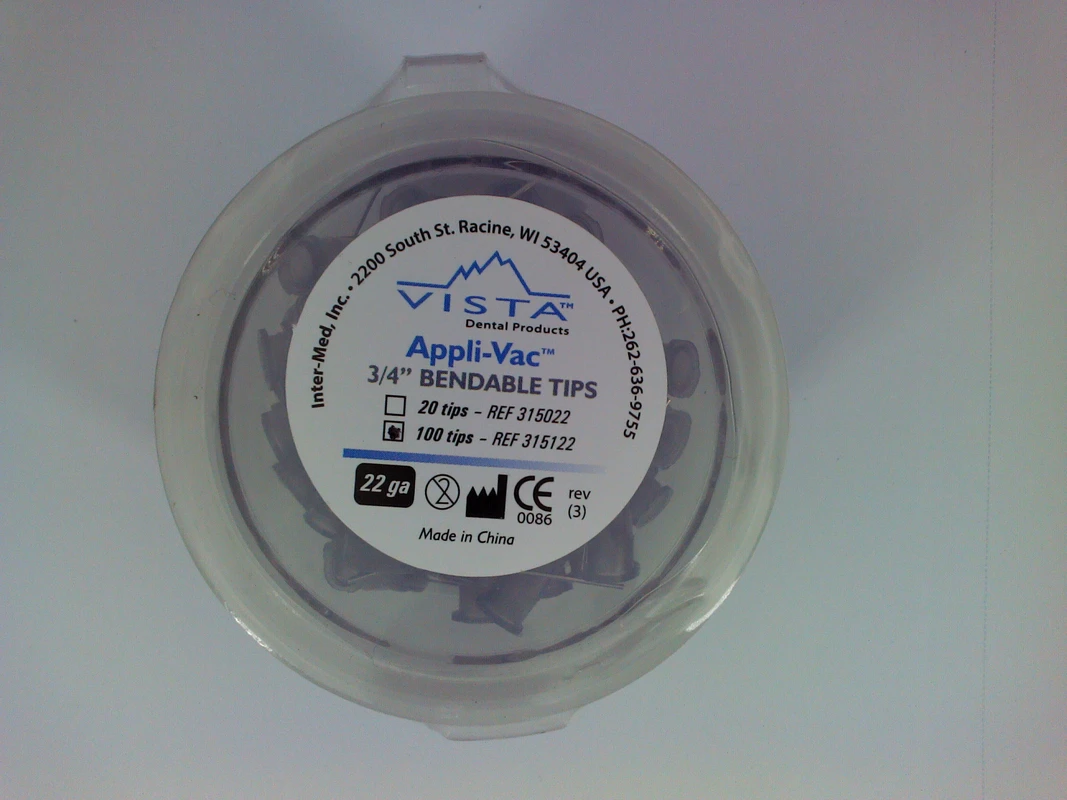 Inter-Med, Inc. • 2200 South St. Racine, WI 53404 USA • PH:262-636-9755
VISTA™
Dental Products
Appli-Vac™
3/4” BENDABLE TIPS
20 tips – REF 315022
100 tips – REF 315122
22 ga
2
CE
0086
rev
(3)
Made in China